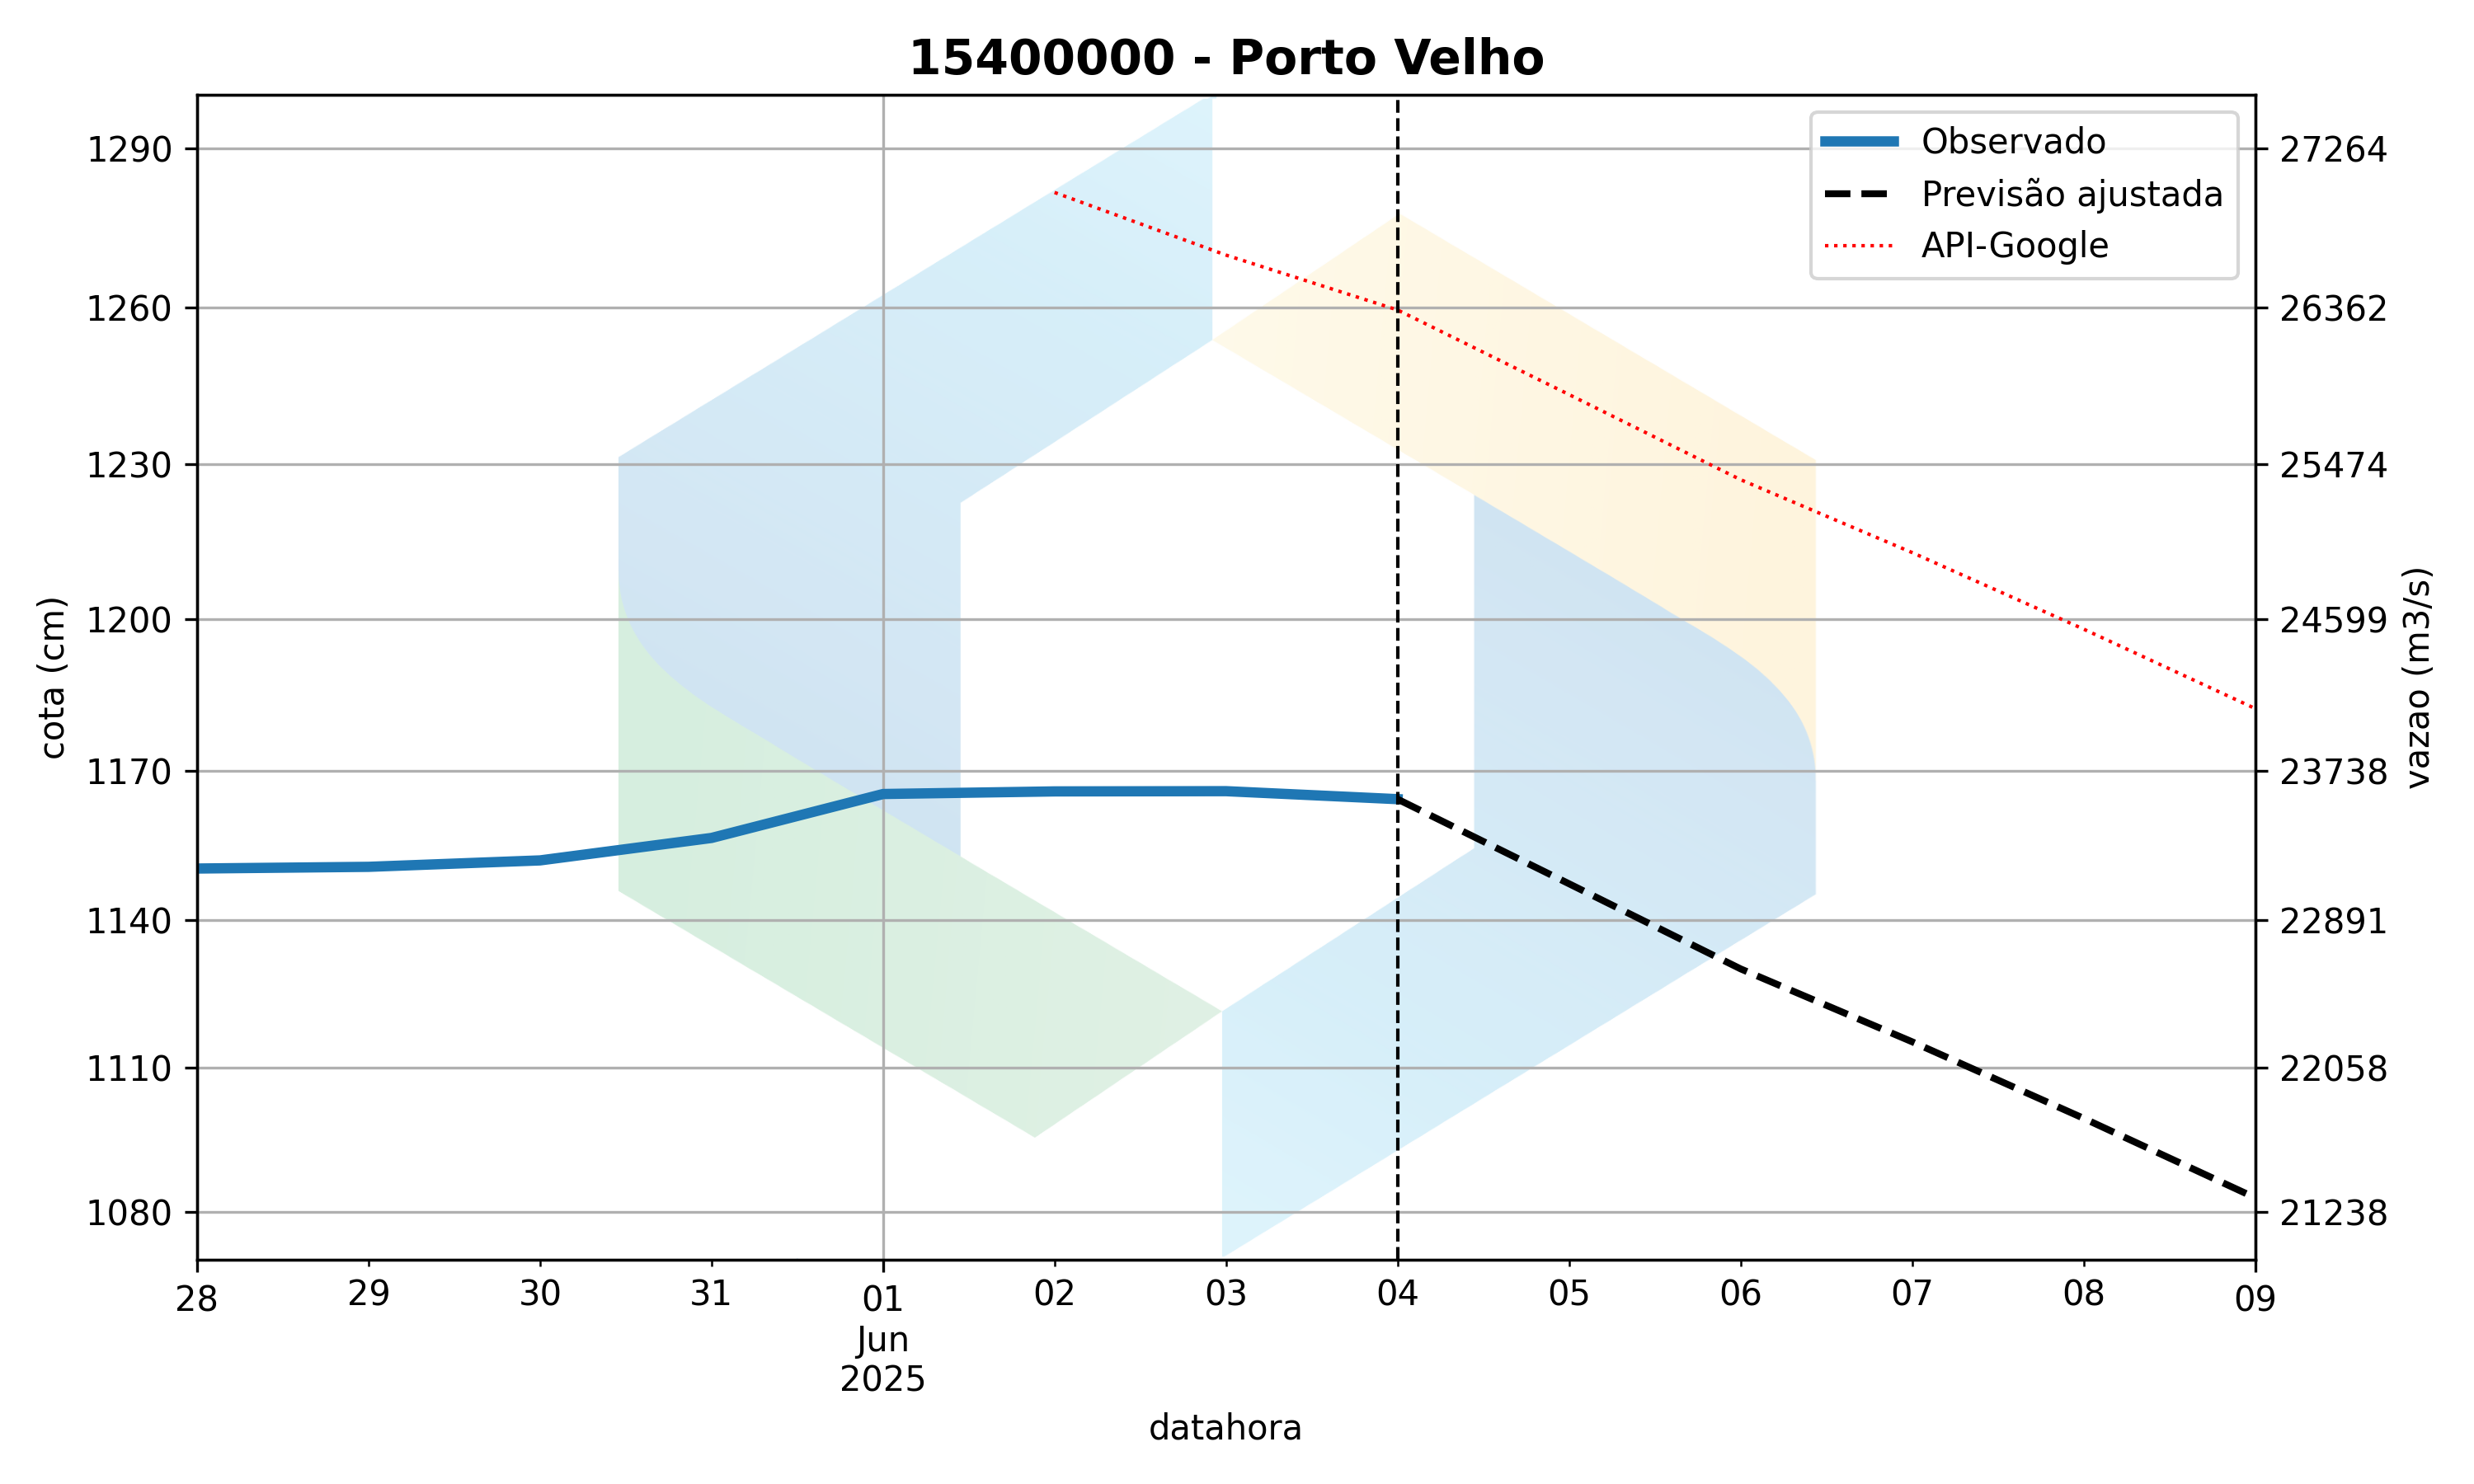 15400000 - Porto Velho
Observado
Previsão ajustada
API-Google
1290
1260
1230
1200
1170
1140
1110
1080
cota (cm)
27264
26362
25474
24599
23738
22891
22058
21238
vazao (m3/s)
28 29 30 31 01 02 03 04 05 06 07 08 09
Jun
2025
datahora